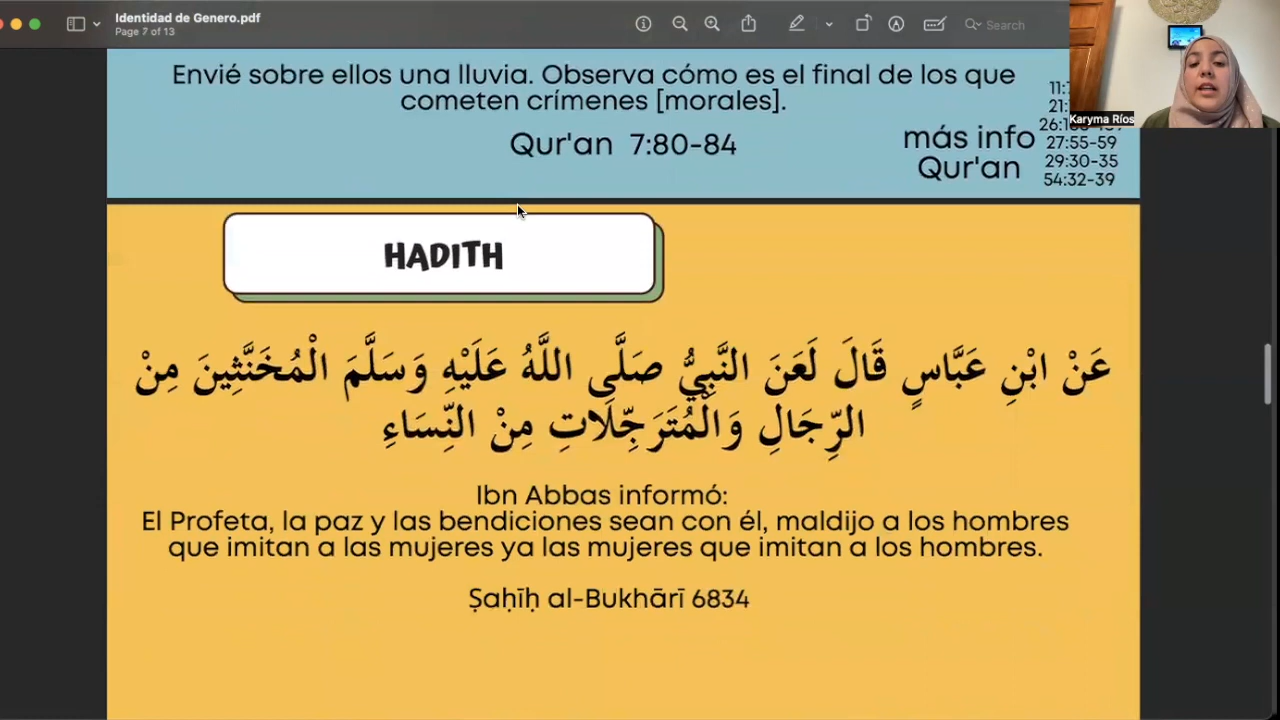 Identidad de Genero.pdf
Page 7 of 13
Search
Envié sobre ellos una lluvia. Observa cómo es el final de los que
cometen crímenes [morales].
Qur'an 7:80-84
más info
Qur'an
27:55-59
29:30-35
54:32-39
Karyma Ríos
HADITH
عَنْ ابْنِ عَبَّاسٍ قَالَ لَعَنَ النَّبِيُّ صَلَّى اللَّهُ عَلَيْهِ وَسَلَّمَ الْمُخَنَّثِينَ مِنْ
الرِّجَالِ وَالْمُتَرَجِّلَاتِ مِنْ النِّسَاءِ
Ibn Abbas informó:
El Profeta, la paz y las bendiciones sean con él, maldijo a los hombres
que imitan a las mujeres ya las mujeres que imitan a los hombres.
Ṣaḥīḥ al-Bukhārī 6834